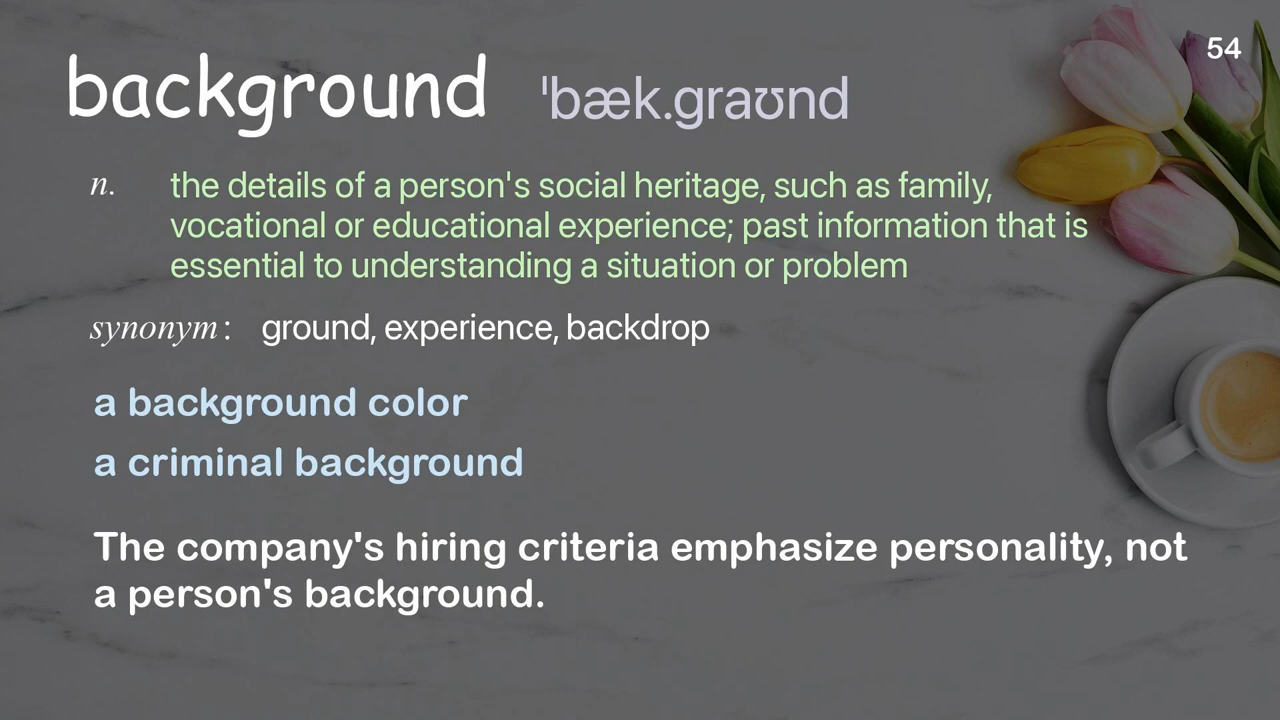 54
background ˈbæk.graʊnd
n. the details of a person's social heritage, such as family,
vocational or educational experience; past information that is
essential to understanding a situation or problem
synonym: ground, experience, backdrop
a background color
a criminal background
The company's hiring criteria emphasize personality, not
a person's background.